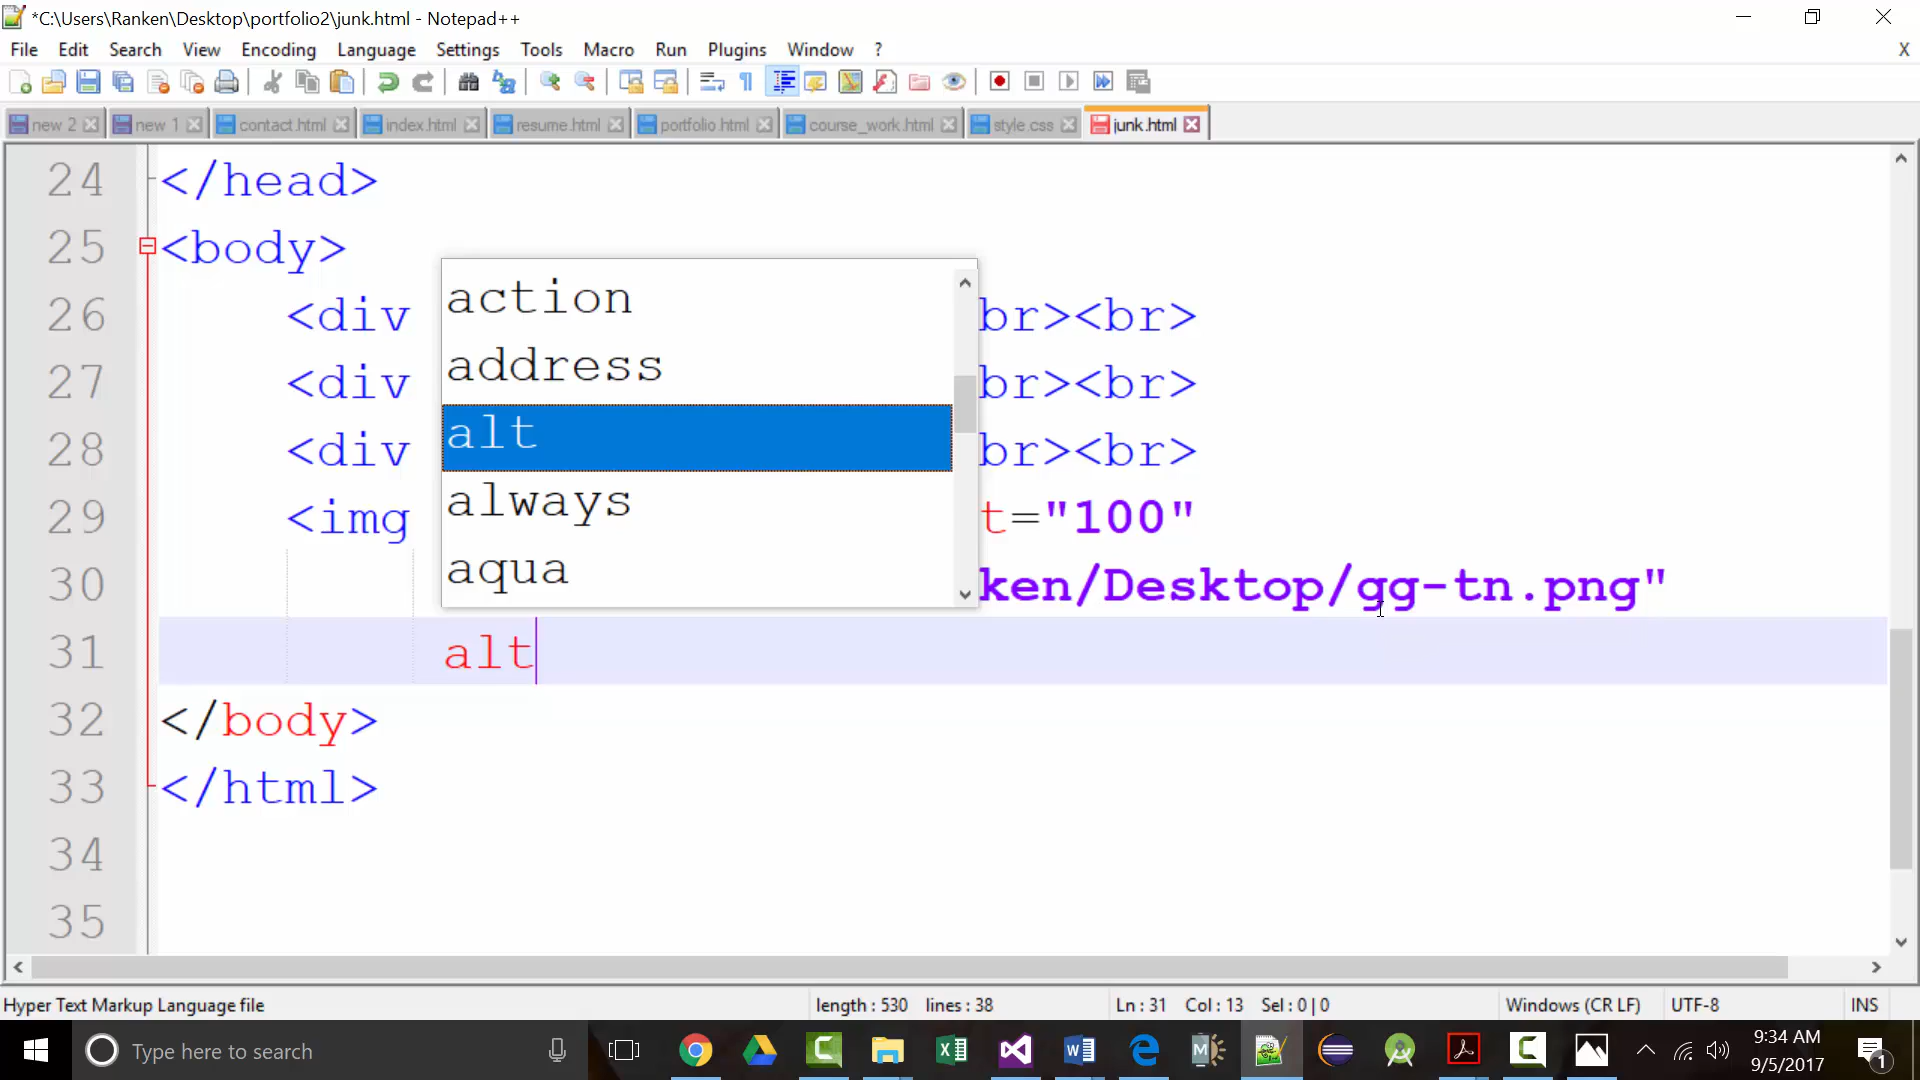 *C:\Users\Ranken\Desktop\portfolio2\junk.html - Notepad++
File Edit Search View Encoding Language Settings Tools Macro Run Plugins Window ? X
new 2 new 1 contact.html index.html resume.html portfolio.html course_work.html style.css junk.html
24 </head>
25 <body>
26 <div br><br>
27 <div br><br>
28 <div br><br>
29 <img t="100"
30 ken/Desktop/gg-tn.png"
31 alt
32 </body>
33 </html>
34
35
action
address
alt
always
aqua
Hyper Text Markup Language file length : 530 lines : 38 Ln : 31 Col : 13 Sel : 0 | 0 Windows (CR LF) UTF-8 INS
Type here to search
9:34 AM
9/5/2017
1